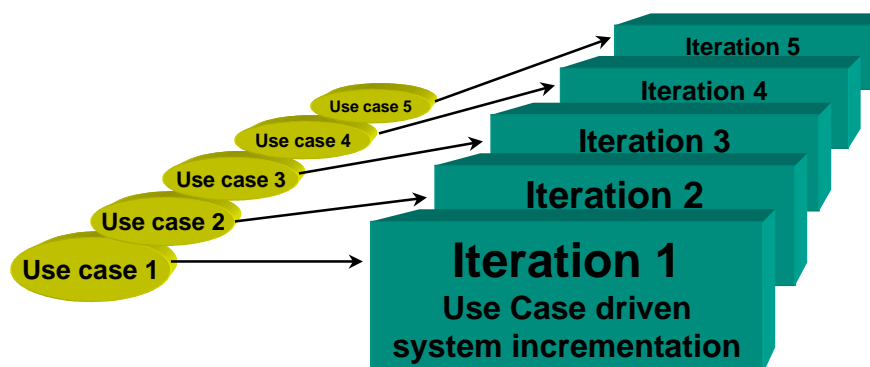 Use case 5
Use case 4
Use case 3
Use case 2
Use case 1
Iteration 5
Iteration 4
Iteration 3
Iteration 2
Iteration 1
Use Case driven
system incrementation